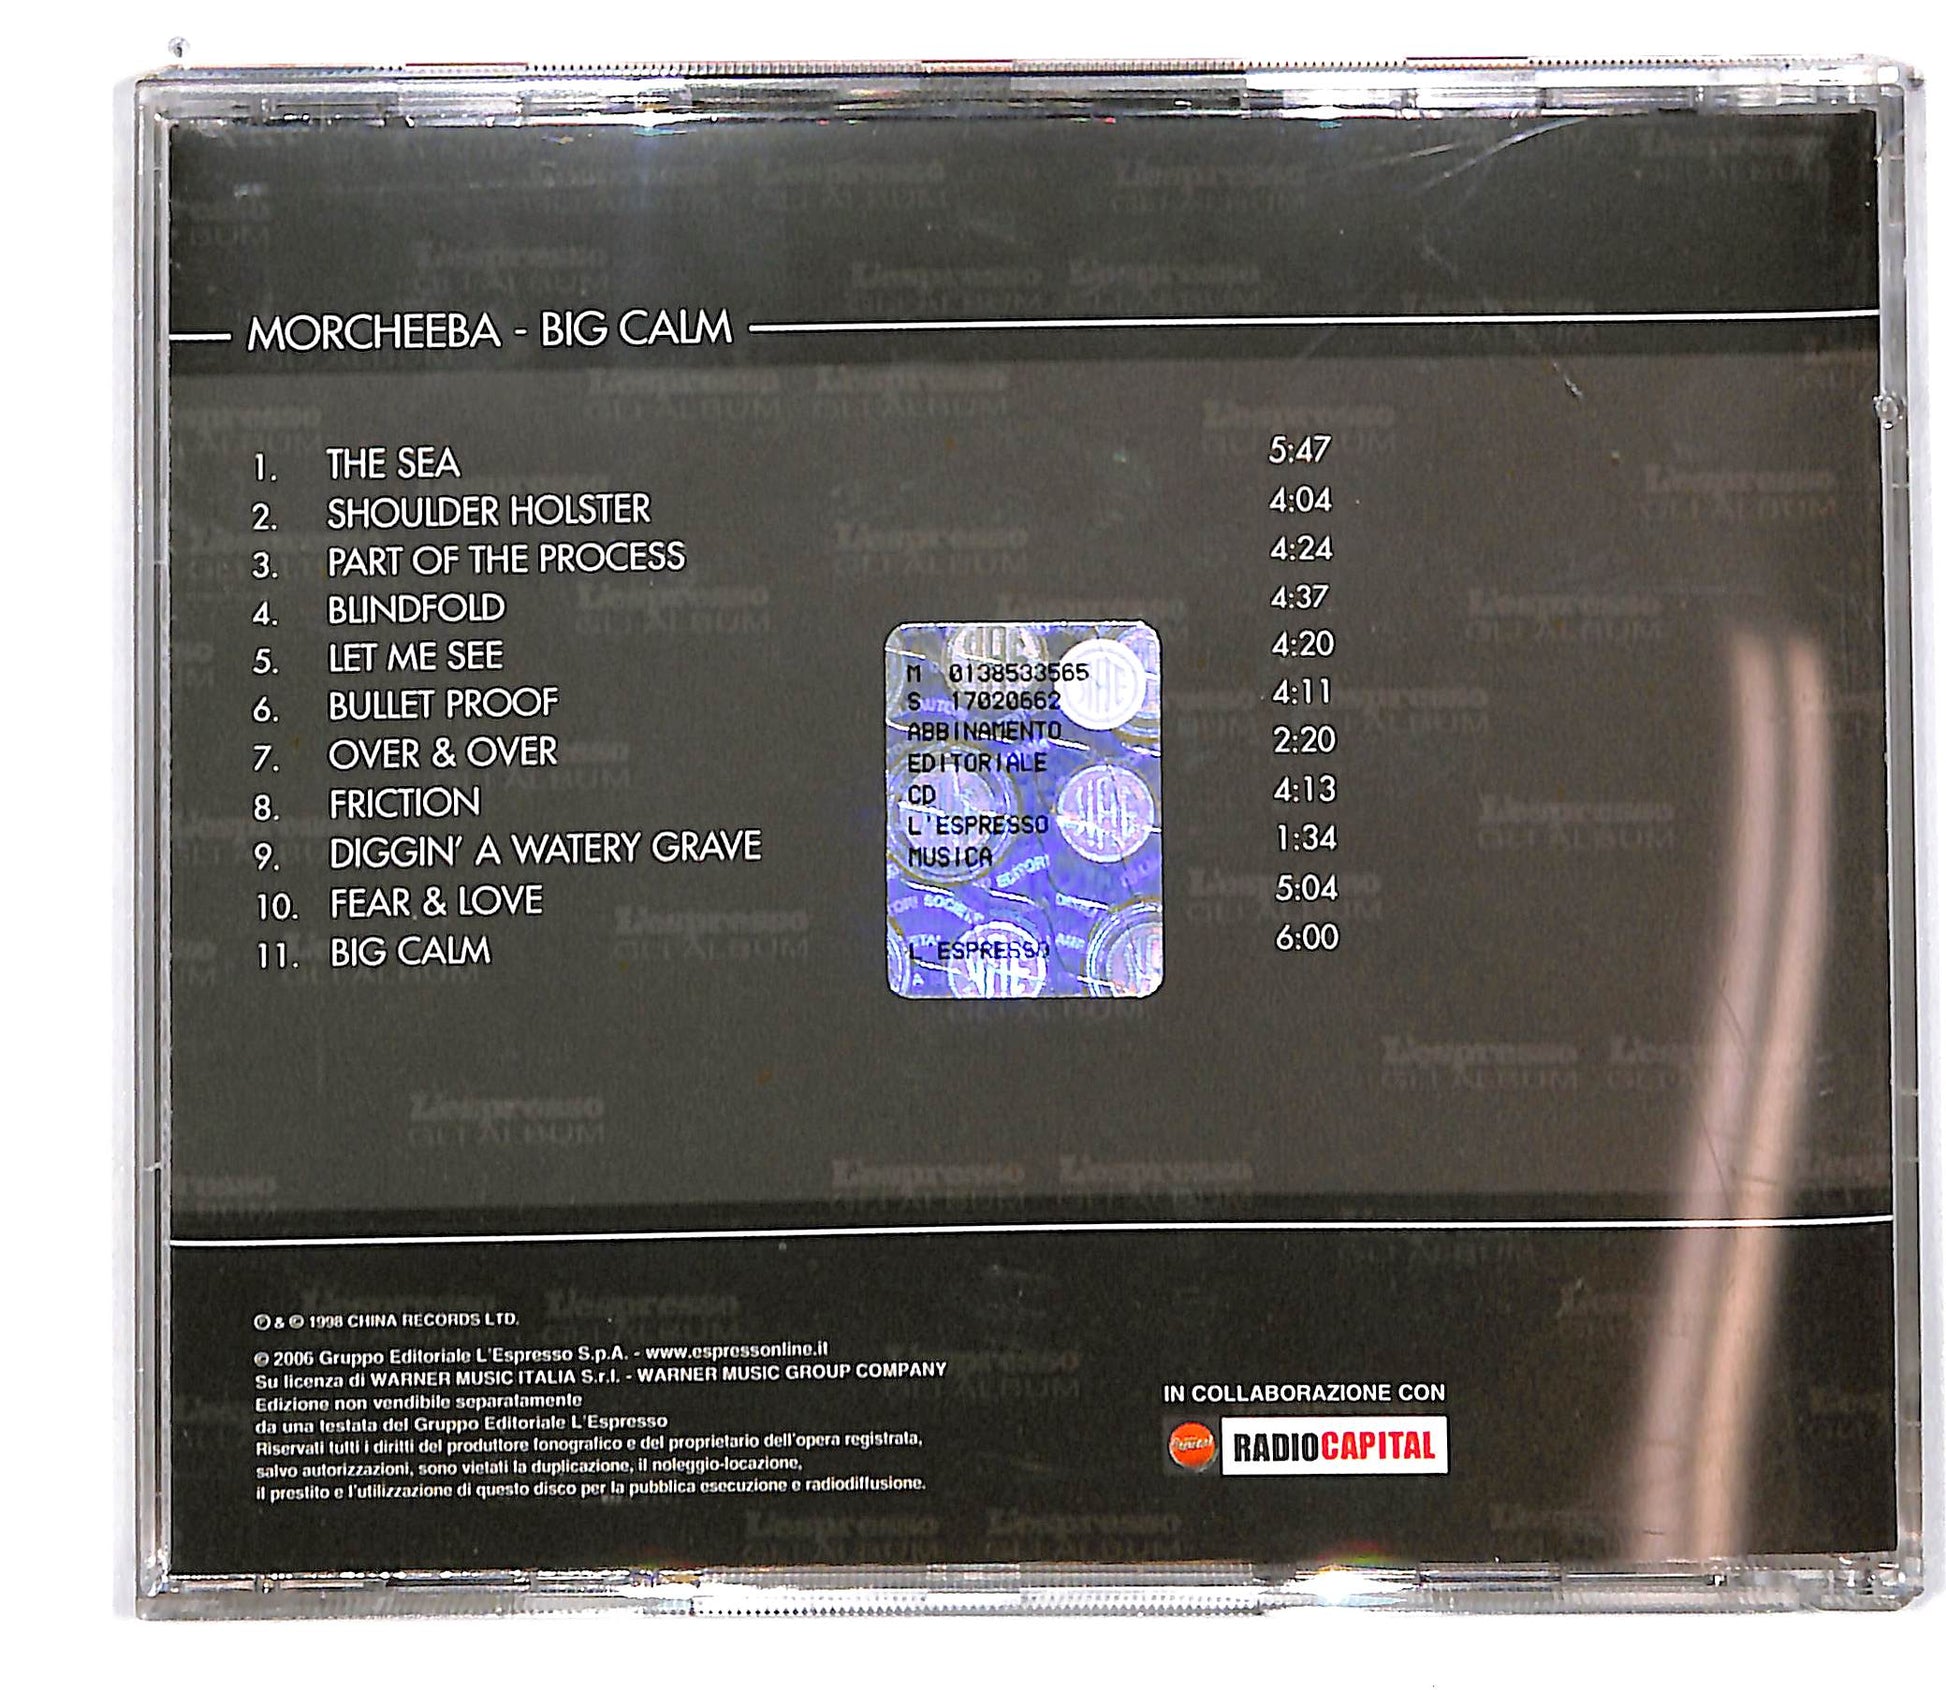 MORCHEEBA - BIG CALM
1. THE SEA 5:47
2. SHOULDER HOLSTER 4:04
3. PART OF THE PROCESS 4:24
4. BLINDFOLD 4:37
5. LET ME SEE 4:20
6. BULLET PROOF 4:11
7. OVER & OVER 2:20
8. FRICTION 4:13
9. DIGGIN' A WATERY GRAVE 1:34
10. FEAR & LOVE 5:04
11. BIG CALM 6:00
M 0138533565
S 17020662
ABBINAMENTO
EDITORIALE
CD
L'ESPRESSO
MUSICA
L ESPRESSO
℗ & © 1998 CHINA RECORDS LTD.
© 2006 Gruppo Editoriale L'Espresso S.p.A. - www.espressonline.it
Su licenza di WARNER MUSIC ITALIA S.r.l. - WARNER MUSIC GROUP COMPANY
Edizione non vendibile separatamente
da una testata del Gruppo Editoriale L'Espresso
Riservati tutti i diritti del produttore fonografico e del proprietario dell'opera registrata,
salvo autorizzazioni, sono vietati la duplicazione, il noleggio-locazione,
il prestito e l'utilizzazione di questo disco per la pubblica esecuzione e radiodiffusione.
IN COLLABORAZIONE CON
RADIOCAPITAL